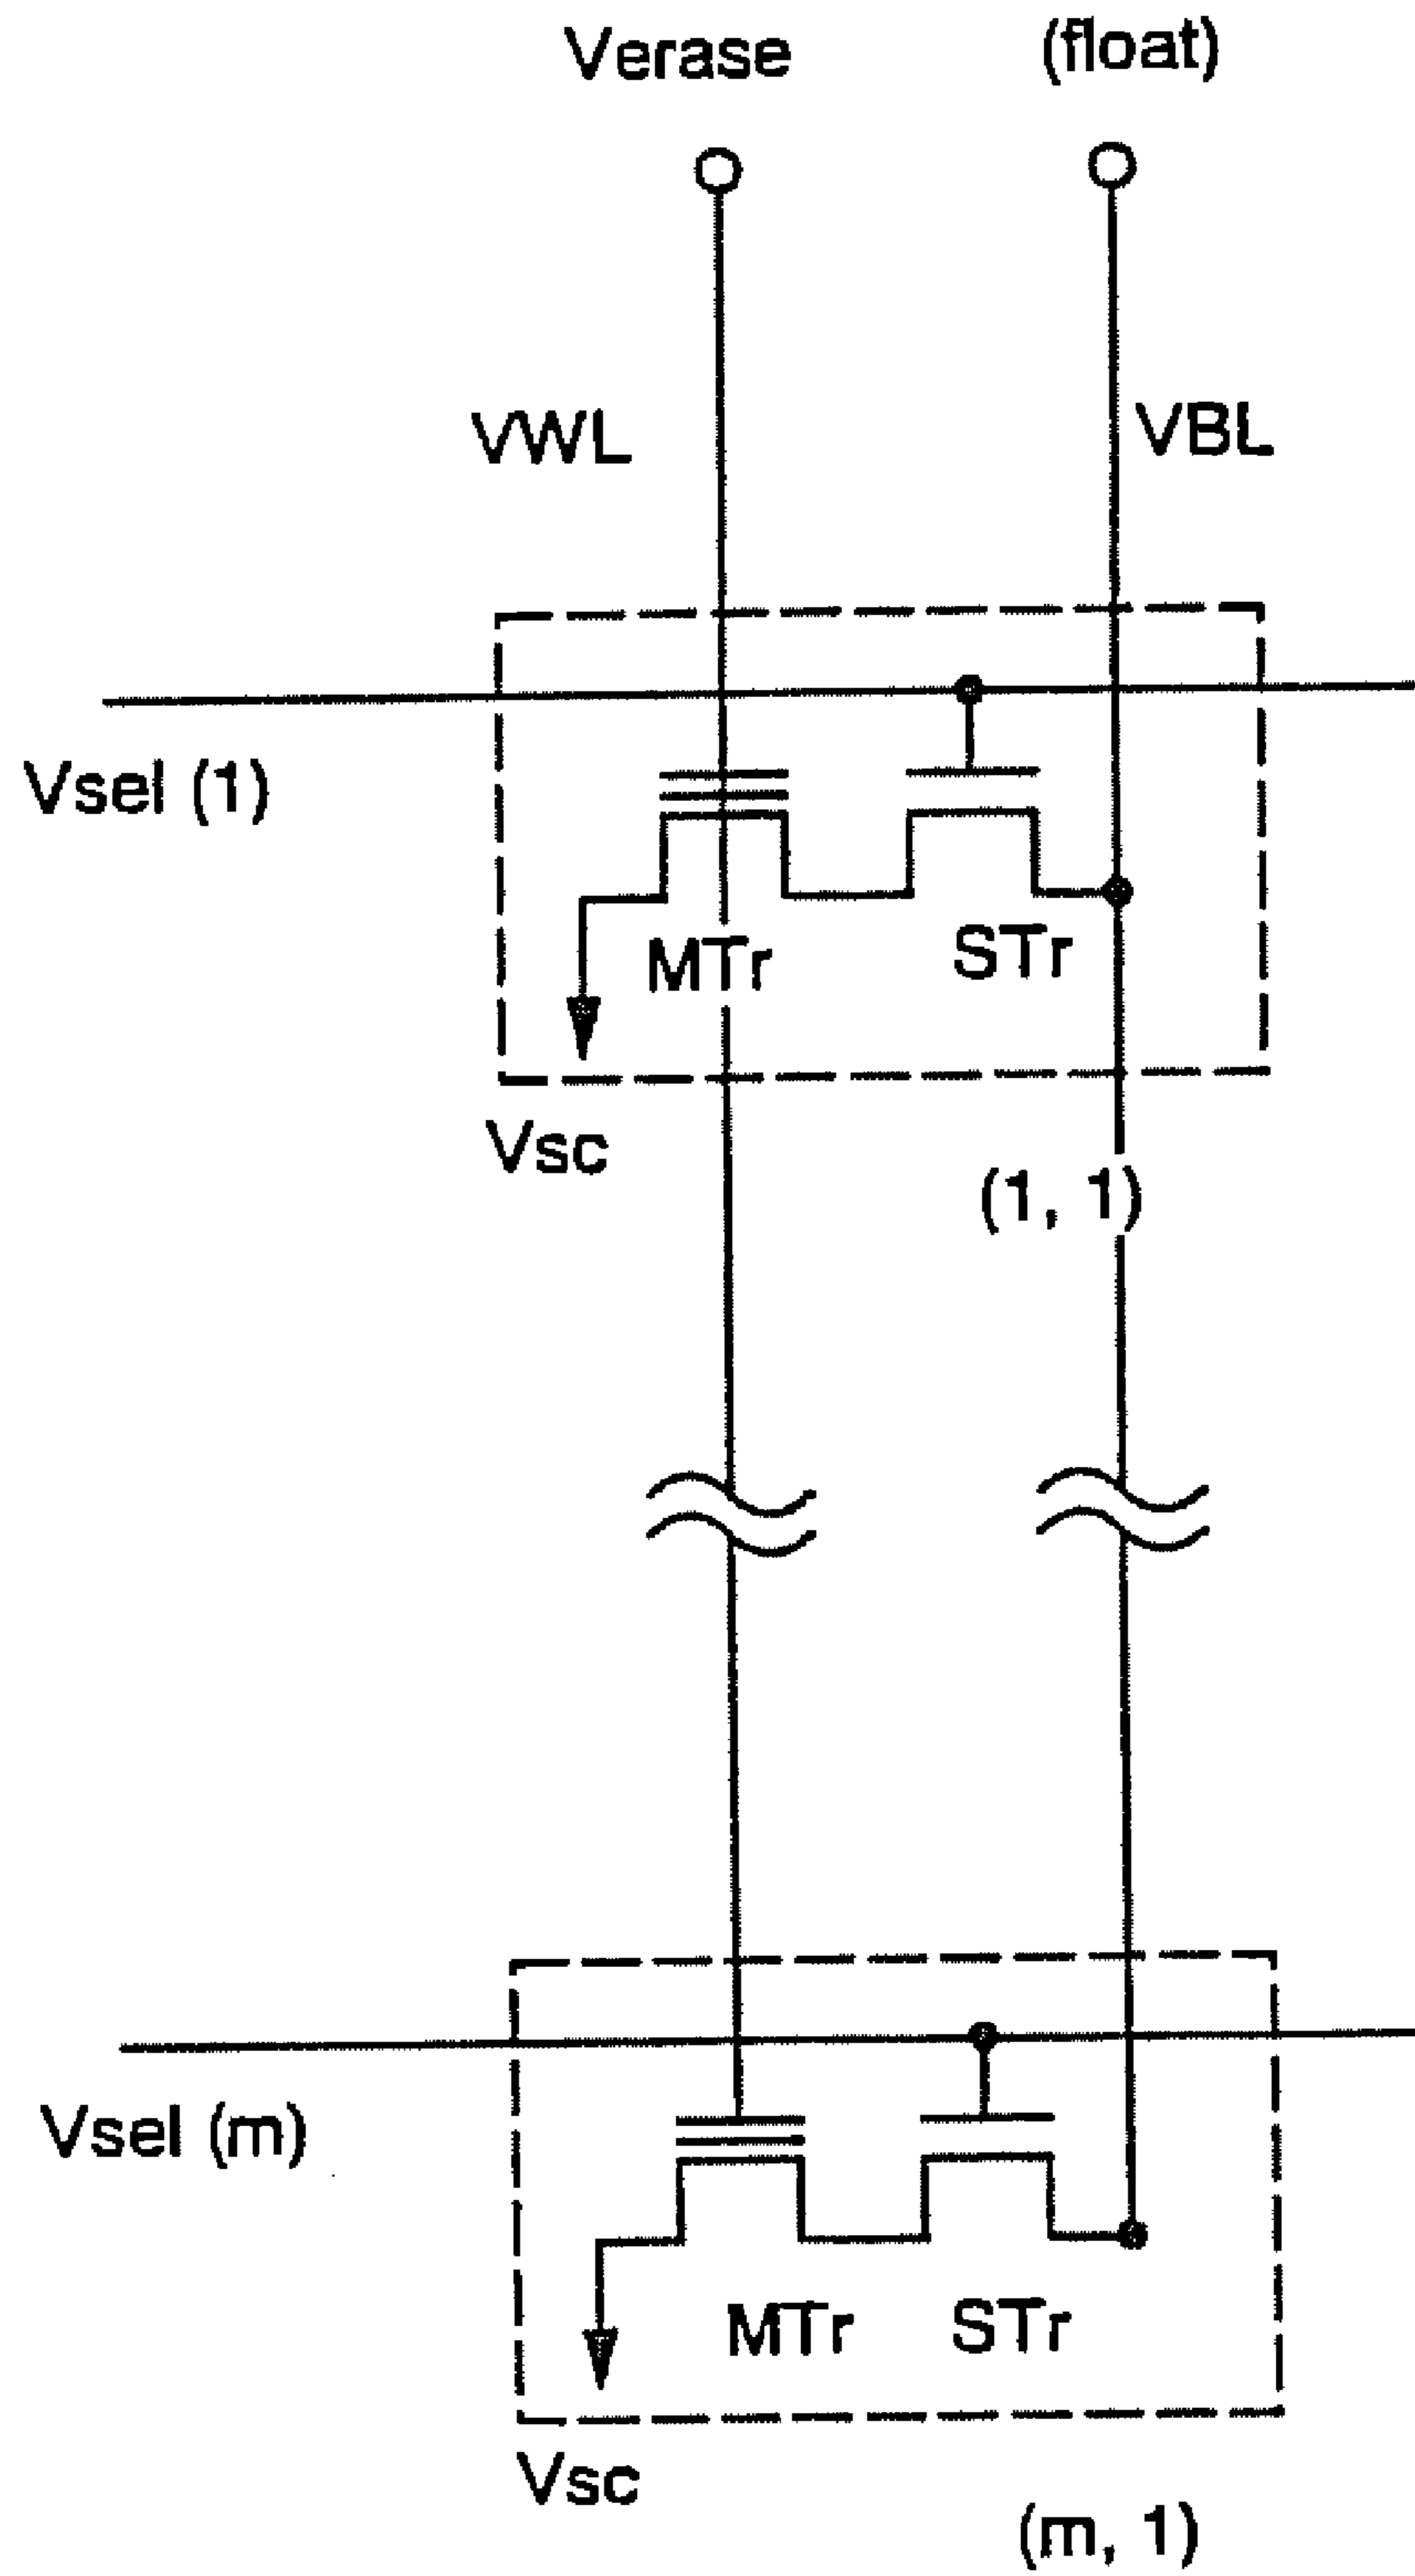 Verase (float)
VWL VBL
Vsel (1)
MTr STr
Vsc
(1, 1)
Vsel (m)
MTr STr
Vsc
(m, 1)